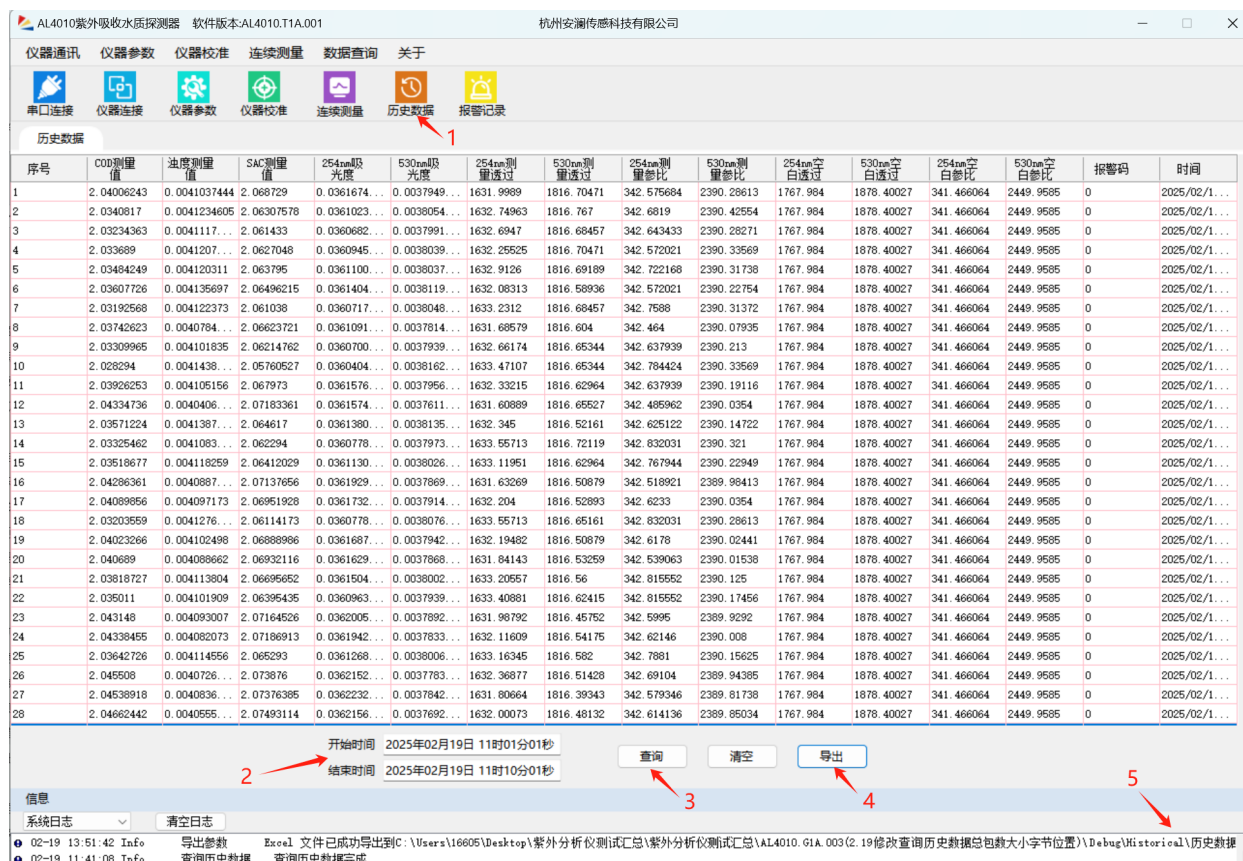 AL4010紫外吸收水质探测器 软件版本:AL4010.T1A.001 杭州安澜传感科技有限公司
仪器通讯 仪器参数 仪器校准 连续测量 数据查询 关于
串口连接 仪器连接 仪器参数 仪器校准 连续测量 历史数据 报警记录
1
历史数据
序号 COD测量值 浊度测量值 SAC测量值 254nm吸光度 530nm吸光度 254nm测量透过 530nm测量透过 254nm测量参比 530nm测量参比 254nm空白透过 530nm空白透过 254nm空白参比 530nm空白参比 报警码 时间
1 2.04006243 0.0041037444 2.068729 0.0361674... 0.0037949... 1631.9989 1816.70471 342.575684 2390.28613 1767.984 1878.40027 341.466064 2449.9585 0 2025/02/1...
2 2.0340817 0.0041234605 2.06307578 0.0361023... 0.0038054... 1632.74963 1816.767 342.6819 2390.42554 1767.984 1878.40027 341.466064 2449.9585 0 2025/02/1...
3 2.03234363 0.0041117... 2.061433 0.0360682... 0.0037991... 1632.6947 1816.68457 342.643433 2390.28271 1767.984 1878.40027 341.466064 2449.9585 0 2025/02/1...
4 2.033689 0.0041207... 2.0627048 0.0360945... 0.0038039... 1632.25525 1816.70471 342.572021 2390.33569 1767.984 1878.40027 341.466064 2449.9585 0 2025/02/1...
5 2.03484249 0.004120311 2.063795 0.0361100... 0.0038037... 1632.9126 1816.69189 342.722168 2390.31738 1767.984 1878.40027 341.466064 2449.9585 0 2025/02/1...
6 2.03607726 0.004135697 2.06496215 0.0361404... 0.0038119... 1632.08313 1816.58936 342.572021 2390.22754 1767.984 1878.40027 341.466064 2449.9585 0 2025/02/1...
7 2.03192568 0.004122373 2.061038 0.0360717... 0.0038048... 1633.2312 1816.68457 342.7588 2390.31372 1767.984 1878.40027 341.466064 2449.9585 0 2025/02/1...
8 2.03742623 0.0040784... 2.06623721 0.0361091... 0.0037814... 1631.68579 1816.604 342.464 2390.07935 1767.984 1878.40027 341.466064 2449.9585 0 2025/02/1...
9 2.03309965 0.004101835 2.06214762 0.0360700... 0.0037939... 1632.66174 1816.65344 342.637939 2390.213 1767.984 1878.40027 341.466064 2449.9585 0 2025/02/1...
10 2.028294 0.0041438... 2.05760527 0.0360404... 0.0038162... 1633.47107 1816.65344 342.784424 2390.33569 1767.984 1878.40027 341.466064 2449.9585 0 2025/02/1...
11 2.03926253 0.004105156 2.067973 0.0361576... 0.0037956... 1632.33215 1816.62964 342.637939 2390.19116 1767.984 1878.40027 341.466064 2449.9585 0 2025/02/1...
12 2.04334736 0.0040406... 2.07183361 0.0361574... 0.0037611... 1631.60889 1816.65527 342.485962 2390.0354 1767.984 1878.40027 341.466064 2449.9585 0 2025/02/1...
13 2.03571224 0.0041387... 2.064617 0.0361380... 0.0038135... 1632.345 1816.52161 342.625122 2390.14722 1767.984 1878.40027 341.466064 2449.9585 0 2025/02/1...
14 2.03325462 0.0041083... 2.062294 0.0360778... 0.0037973... 1633.55713 1816.72119 342.832031 2390.321 1767.984 1878.40027 341.466064 2449.9585 0 2025/02/1...
15 2.03518677 0.004118259 2.06412029 0.0361130... 0.0038026... 1633.11951 1816.62964 342.767944 2390.22949 1767.984 1878.40027 341.466064 2449.9585 0 2025/02/1...
16 2.04286361 0.0040887... 2.07137656 0.0361929... 0.0037869... 1631.63269 1816.50879 342.518921 2389.98413 1767.984 1878.40027 341.466064 2449.9585 0 2025/02/1...
17 2.04089856 0.004097173 2.06951928 0.0361732... 0.0037914... 1632.204 1816.52893 342.6233 2390.0354 1767.984 1878.40027 341.466064 2449.9585 0 2025/02/1...
18 2.03203559 0.0041276... 2.06114173 0.0360778... 0.0038076... 1633.55713 1816.65161 342.832031 2390.28613 1767.984 1878.40027 341.466064 2449.9585 0 2025/02/1...
19 2.04023266 0.004102498 2.06888986 0.0361687... 0.0037942... 1632.19482 1816.50879 342.6178 2390.02441 1767.984 1878.40027 341.466064 2449.9585 0 2025/02/1...
20 2.040689 0.004088662 2.06932116 0.0361629... 0.0037868... 1631.84143 1816.53259 342.539063 2390.01538 1767.984 1878.40027 341.466064 2449.9585 0 2025/02/1...
21 2.03818727 0.004113804 2.06695652 0.0361504... 0.0038002... 1633.20557 1816.56 342.815552 2390.125 1767.984 1878.40027 341.466064 2449.9585 0 2025/02/1...
22 2.035011 0.004101909 2.06395435 0.0360963... 0.0037939... 1633.40881 1816.62415 342.815552 2390.17456 1767.984 1878.40027 341.466064 2449.9585 0 2025/02/1...
23 2.043148 0.004093007 2.07164526 0.0362005... 0.0037892... 1631.98792 1816.45752 342.5995 2389.9292 1767.984 1878.40027 341.466064 2449.9585 0 2025/02/1...
24 2.04338455 0.004082073 2.07186913 0.0361942... 0.0037833... 1632.11609 1816.54175 342.62146 2390.008 1767.984 1878.40027 341.466064 2449.9585 0 2025/02/1...
25 2.03642726 0.004114556 2.065293 0.0361268... 0.0038006... 1633.16345 1816.582 342.7881 2390.15625 1767.984 1878.40027 341.466064 2449.9585 0 2025/02/1...
26 2.045508 0.0040726... 2.073876 0.0362152... 0.0037783... 1632.36877 1816.51428 342.69104 2389.94385 1767.984 1878.40027 341.466064 2449.9585 0 2025/02/1...
27 2.04538918 0.0040836... 2.07376385 0.0362232... 0.0037842... 1631.80664 1816.39343 342.579346 2389.81738 1767.984 1878.40027 341.466064 2449.9585 0 2025/02/1...
28 2.04662442 0.0040555... 2.07493114 0.0362156... 0.0037692... 1632.00073 1816.48132 342.614136 2389.85034 1767.984 1878.40027 341.466064 2449.9585 0 2025/02/1...
开始时间 2025年02月19日 11时01分01秒
查询 清空 导出
结束时间 2025年02月19日 11时10分01秒
2 3 4 5
信息
系统日志 清空日志
02-19 13:51:42 Info 导出参数 Excel 文件已成功导出到C:\Users\16605\Desktop\紫外分析仪测试汇总\紫外分析仪测试汇总\AL4010.G1A.003(2.19修改查询历史数据总包数大小字节位置)\Debug\Historical\历史数据
02-19 11:41:08 Info 查询历史数据 查询历史数据完成